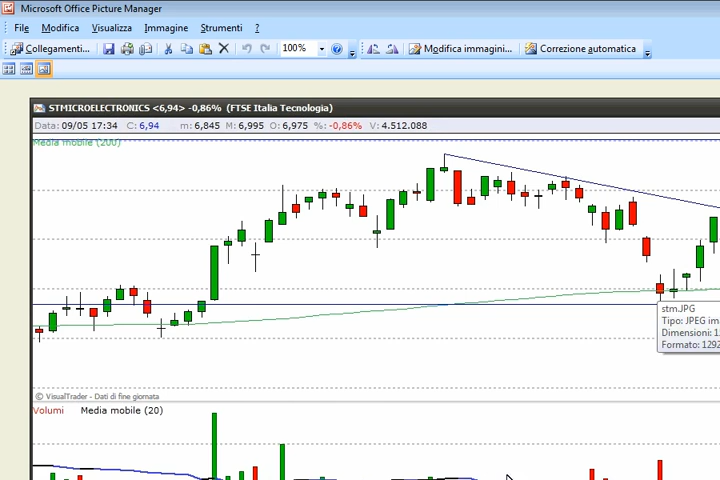 Microsoft Office Picture Manager
File Modifica Visualizza Immagine Strumenti ?
Collegamenti... 100% Modifica immagini... Correzione automatica
STMICROELECTRONICS <6,94> -0,86% (FTSE Italia Tecnologia)
Data: 09/05 17:34 C: 6,94 m: 6,845 M: 6,995 O: 6,975 %: -0,86% V: 4.512.088
Media mobile (200)
stm.JPG
Tipo: JPEG im
Dimensioni: 1
Formato: 1292
© VisualTrader - Dati di fine giornata
Volumi Media mobile (20)